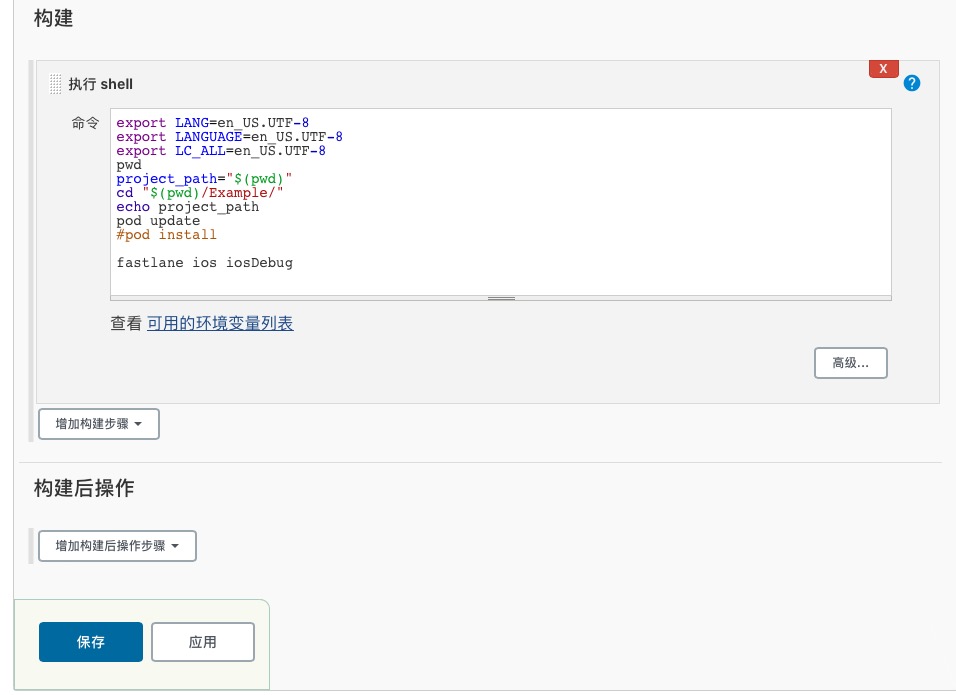 构建
X
执行 shell
?
命令
export LANG=en_US.UTF-8
export LANGUAGE=en_US.UTF-8
export LC_ALL=en_US.UTF-8
pwd
project_path="$(pwd)"
cd "$(pwd)/Example/"
echo project_path
pod update
#pod install
fastlane ios iosDebug
查看 可用的环境变量列表
高级...
增加构建步骤
构建后操作
增加构建后操作步骤
保存 应用